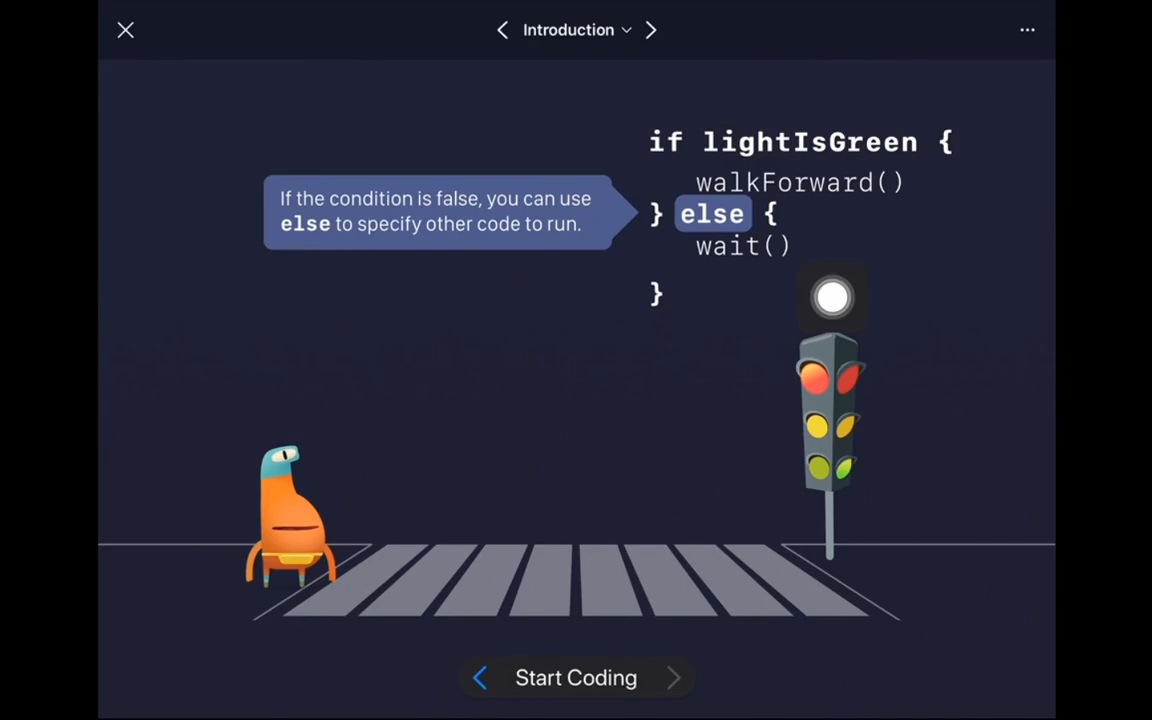 Introduction
if lightIsGreen {
walkForward()
} else {
wait()
}
If the condition is false, you can use
else to specify other code to run.
Start Coding